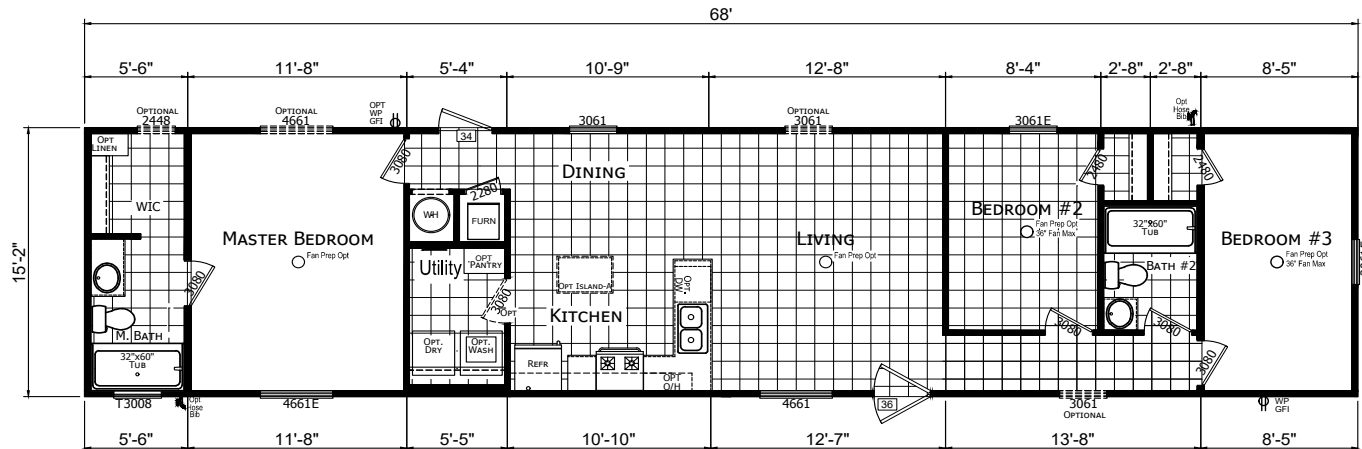 68'
5'-6" 11'-8" 5'-4" 10'-9" 12'-8" 8'-4" 2'-8" 2'-8" 8'-5"
OPTIONAL
2448
OPTIONAL
4661
OPT
WP
GFI
34
3061
OPTIONAL
3061
3061E
Opt
Hose
Bib
15'-2"
OPT
LINEN
WIC
3080
MASTER BEDROOM
Fan Prep Opt
3080
M. BATH
32"x60"
TUB
WH
2280
FURN
Utility
OPT
PANTRY
3080
OPT
OPT.
DRY
OPT.
WASH
DINING
OPT ISLAND-A
KITCHEN
OPT.
DW.
REFR
OPT
O/H
LIVING
Fan Prep Opt
BEDROOM #2
Fan Prep Opt
36" Fan Max
2480
2480
32"x60"
TUB
BATH #2
3080
3080
BEDROOM #3
Fan Prep Opt
36" Fan Max
3080
T3008
Opt
Hose
Bib
4661E
4661
36
3061
OPTIONAL
WP
GFI
5'-6" 11'-8" 5'-5" 10'-10" 12'-7" 13'-8" 8'-5"